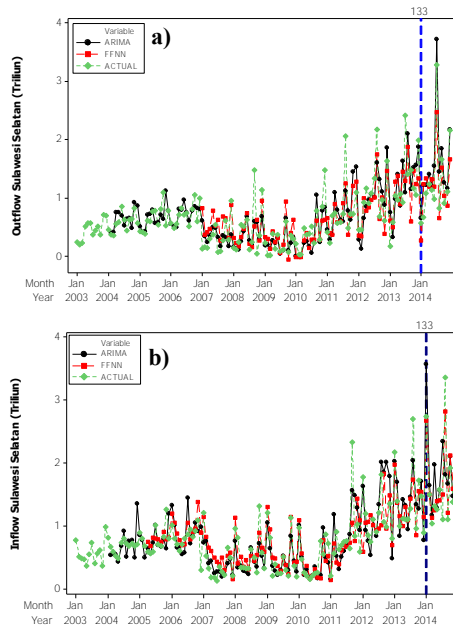 133
a)
Variable
ARIMA
FFNN
ACTUAL
Outflow Sulawesi Selatan (Triliun)
4
3
2
1
0
Month Jan Jan Jan Jan Jan Jan Jan Jan Jan Jan Jan Jan
Year 2003 2004 2005 2006 2007 2008 2009 2010 2011 2012 2013 2014
133
b)
Variable
ARIMA
FFNN
ACTUAL
Inflow Sulawesi Selatan (Triliun)
4
3
2
1
0
Month Jan Jan Jan Jan Jan Jan Jan Jan Jan Jan Jan Jan
Year 2003 2004 2005 2006 2007 2008 2009 2010 2011 2012 2013 2014